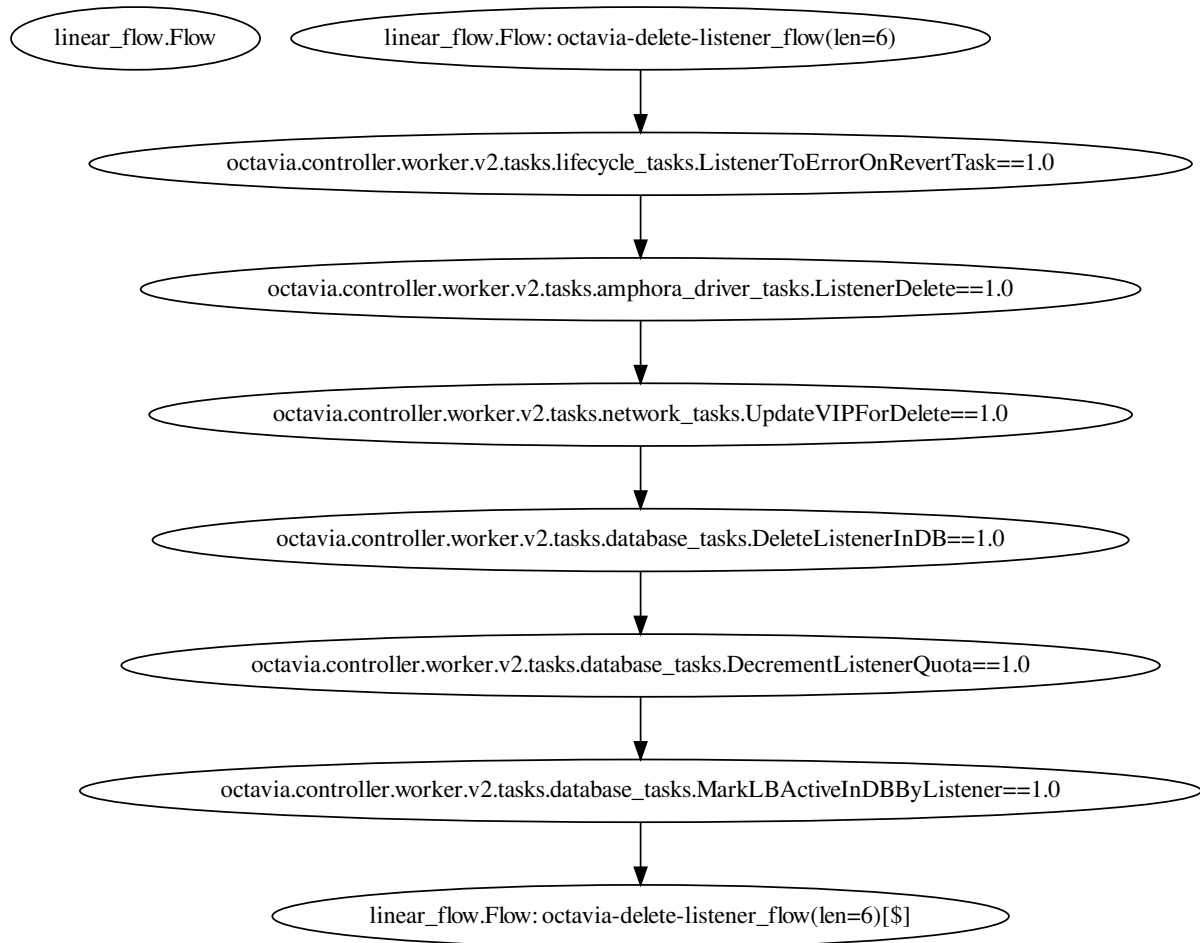 linear_flow.Flow
linear_flow.Flow: octavia-delete-listener_flow(len=6)
octavia.controller.worker.v2.tasks.lifecycle_tasks.ListenerToErrorOnRevertTask==1.0
octavia.controller.worker.v2.tasks.amphora_driver_tasks.ListenerDelete==1.0
octavia.controller.worker.v2.tasks.network_tasks.UpdateVIPForDelete==1.0
octavia.controller.worker.v2.tasks.database_tasks.DeleteListenerInDB==1.0
octavia.controller.worker.v2.tasks.database_tasks.DecrementListenerQuota==1.0
octavia.controller.worker.v2.tasks.database_tasks.MarkLBActiveInDBByListener==1.0
linear_flow.Flow: octavia-delete-listener_flow(len=6)[$]